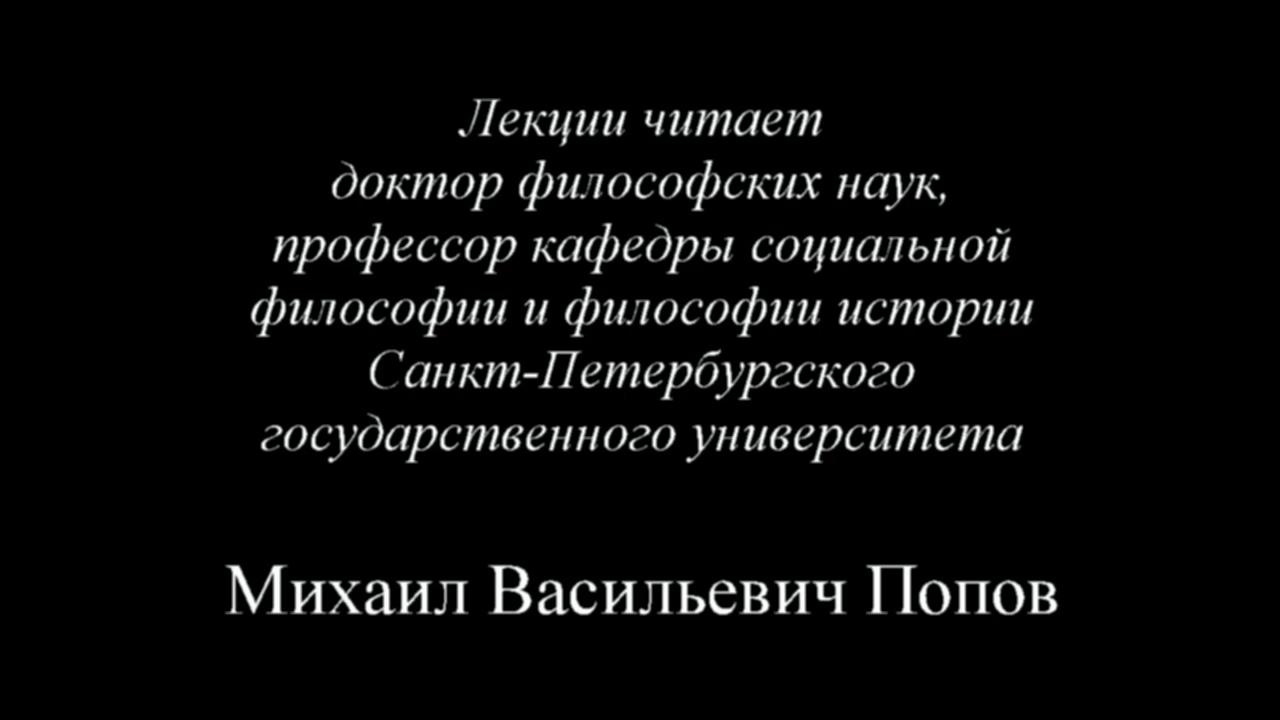 Лекции читает
доктор философских наук,
профессор кафедры социальной
философии и философии истории
Санкт-Петербургского
государственного университета
Михаил Васильевич Попов